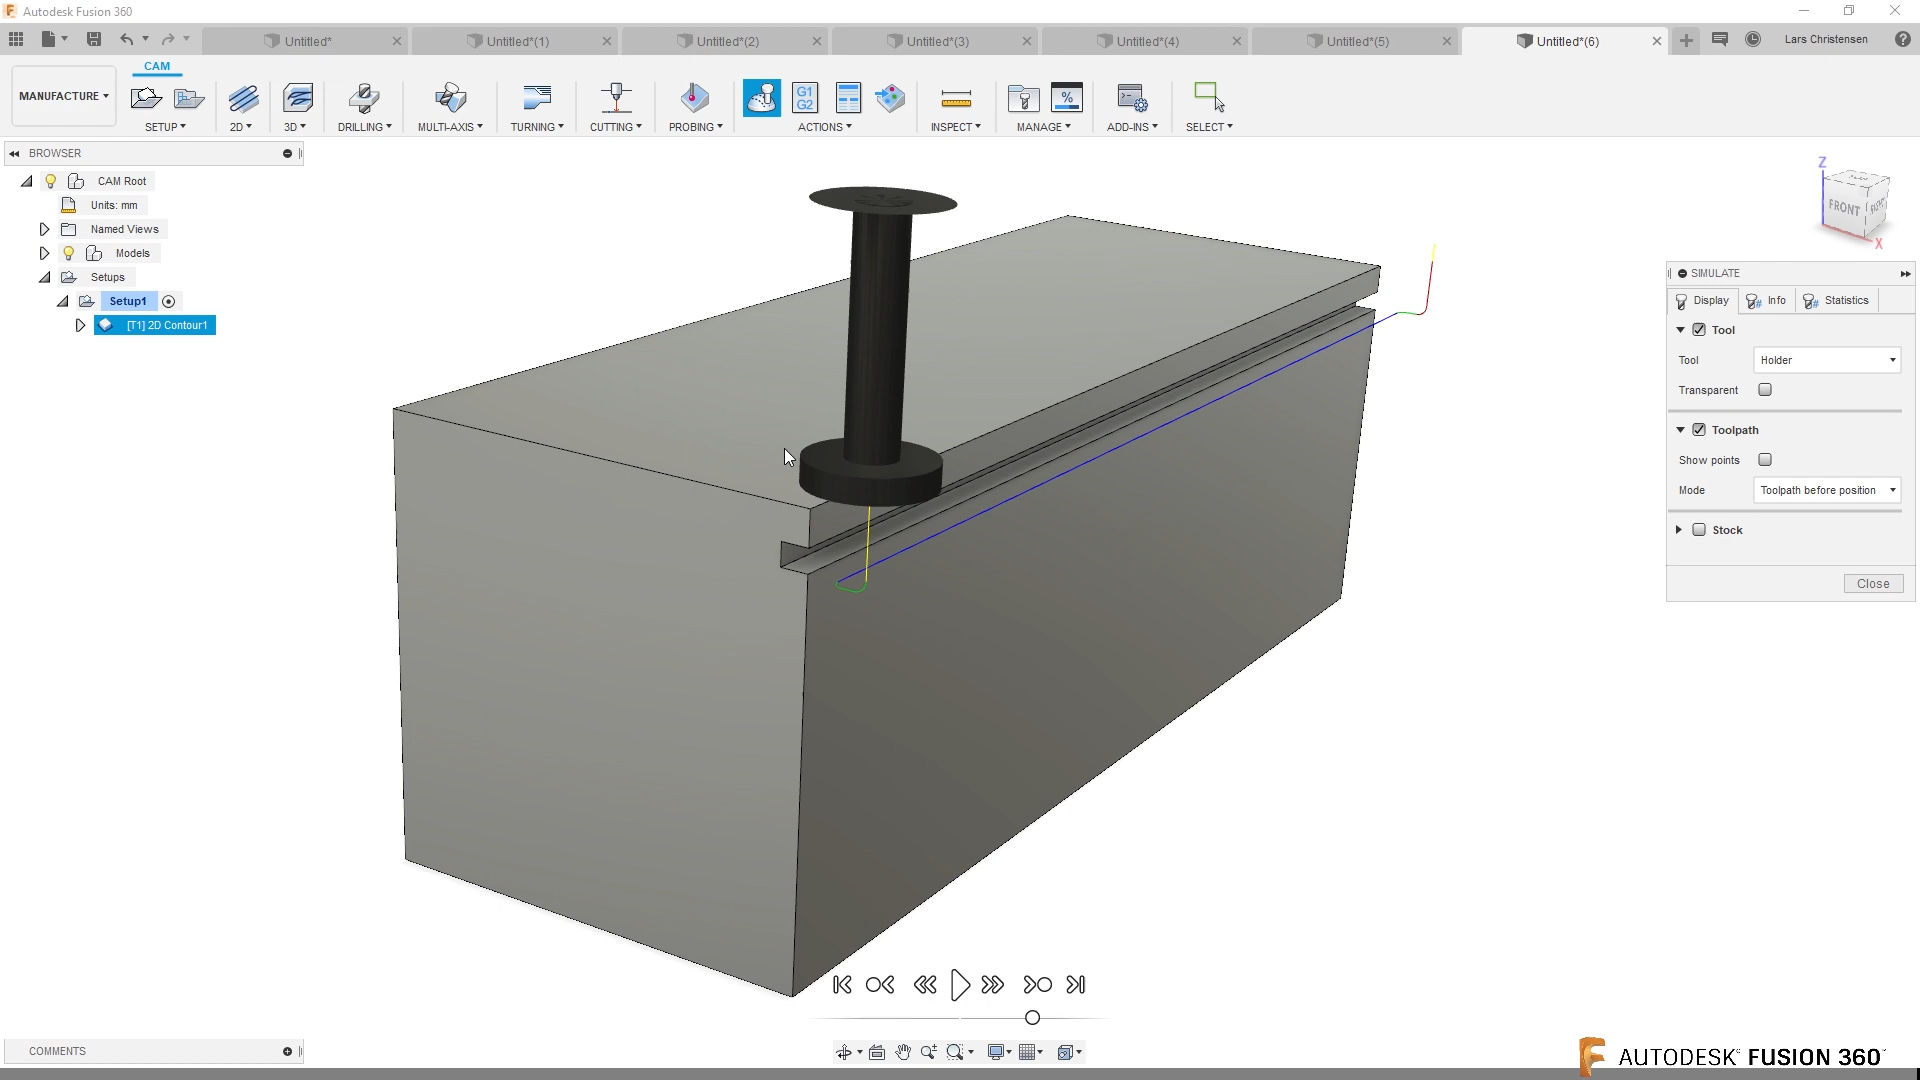 Autodesk Fusion 360
Untitled*
Untitled*(1)
Untitled*(2)
Untitled*(3)
Untitled*(4)
Untitled*(5)
Untitled*(6)
Lars Christensen
CAM
MANUFACTURE
SETUP
2D
3D
DRILLING
MULTI-AXIS
TURNING
CUTTING
PROBING
G1
G2
ACTIONS
INSPECT
MANAGE
ADD-INS
SELECT
BROWSER
CAM Root
Units: mm
Named Views
Models
Setups
Setup1
[T1] 2D Contour1
Z
FRONT
X
SIMULATE
Display
Info
Statistics
Tool
Tool
Holder
Transparent
Toolpath
Show points
Mode
Toolpath before position
Stock
Close
COMMENTS
AUTODESK FUSION 360